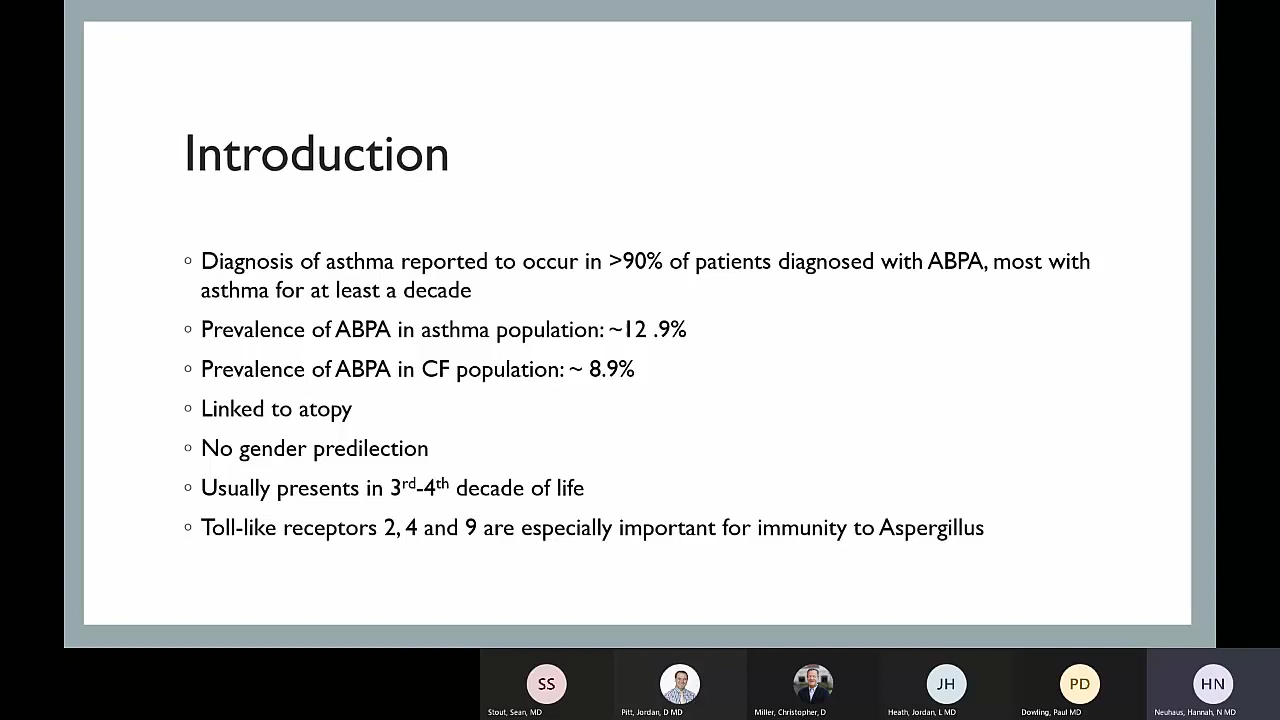 Introduction
◦ Diagnosis of asthma reported to occur in >90% of patients diagnosed with ABPA, most with
asthma for at least a decade
◦ Prevalence of ABPA in asthma population: ~12 .9%
◦ Prevalence of ABPA in CF population: ~ 8.9%
◦ Linked to atopy
◦ No gender predilection
◦ Usually presents in 3rd-4th decade of life
◦ Toll-like receptors 2, 4 and 9 are especially important for immunity to Aspergillus
SS
JH
PD
HN
Stout, Sean, MD
Pitt, Jordan, D MD
Miller, Christopher, D
Heath, Jordan, L MD
Dowling, Paul MD
Neuhaus, Hannah, N MD